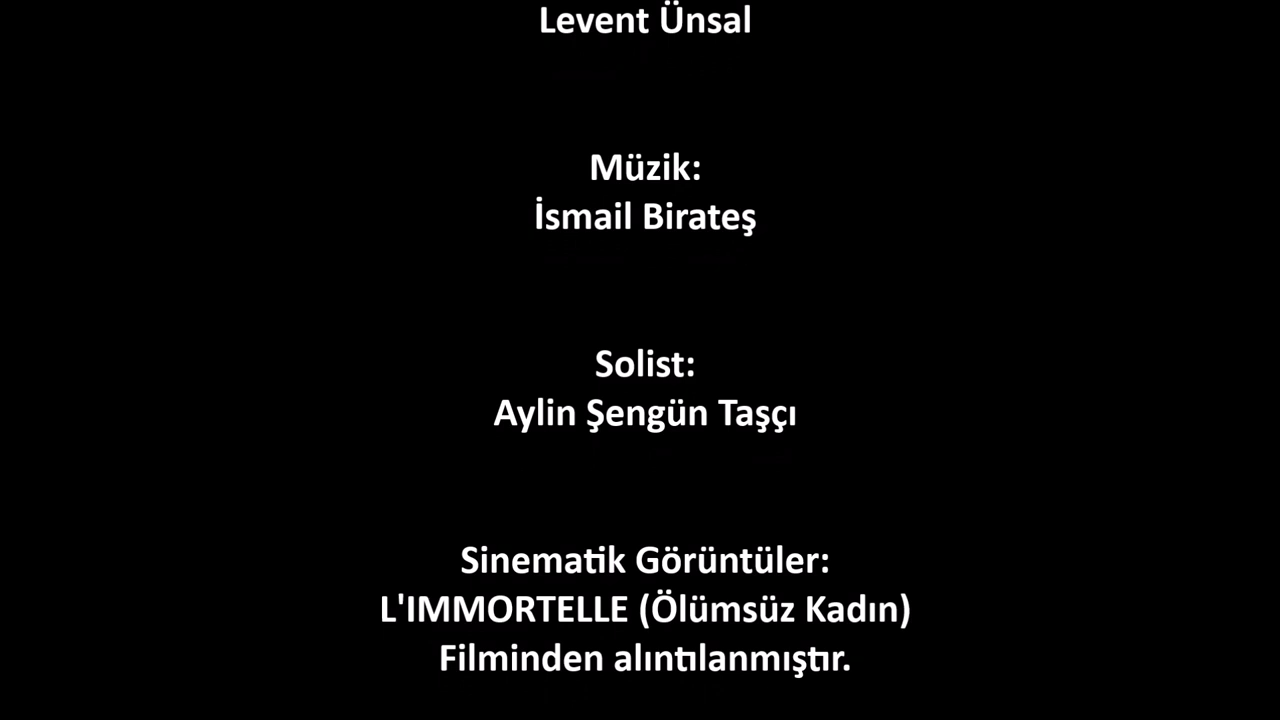 Levent Ünsal
Müzik:
İsmail Birateş
Solist:
Aylin Şengün Taşçı
Sinematik Görüntüler:
L'IMMORTELLE (Ölümsüz Kadın)
Filminden alıntılanmıştır.